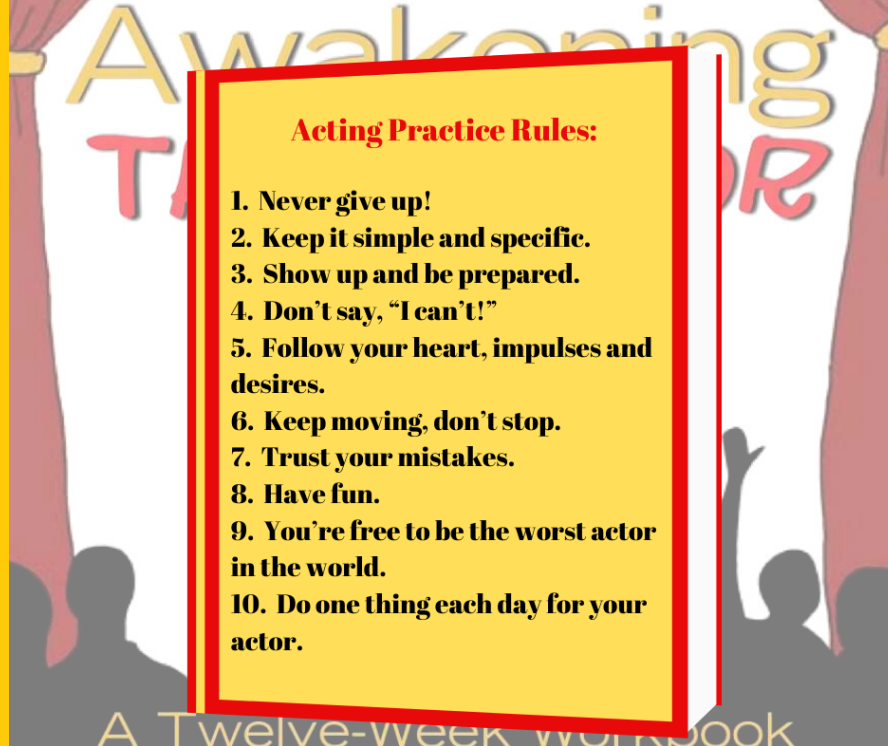 Awakening
Acting Practice Rules:
1. Never give up!
2. Keep it simple and specific.
3. Show up and be prepared.
4. Don’t say, “I can’t!”
5. Follow your heart, impulses and
desires.
6. Keep moving, don’t stop.
7. Trust your mistakes.
8. Have fun.
9. You’re free to be the worst actor
in the world.
10. Do one thing each day for your
actor.
A Twelve-Week Workbook